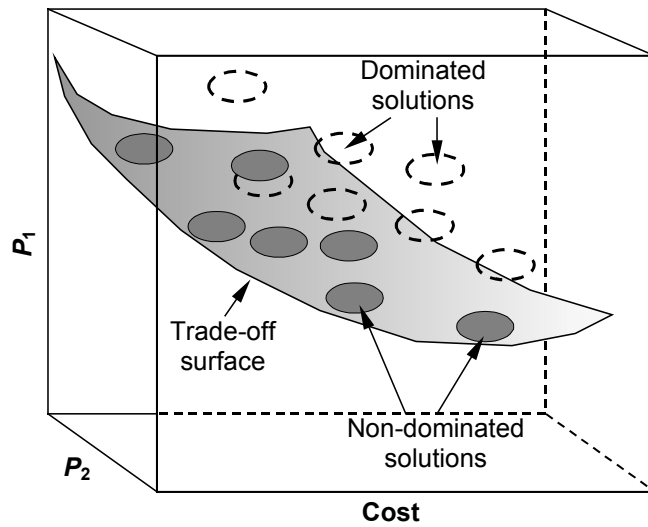 Dominated
solutions
P1
Trade-off
surface
Non-dominated
solutions
P2
Cost